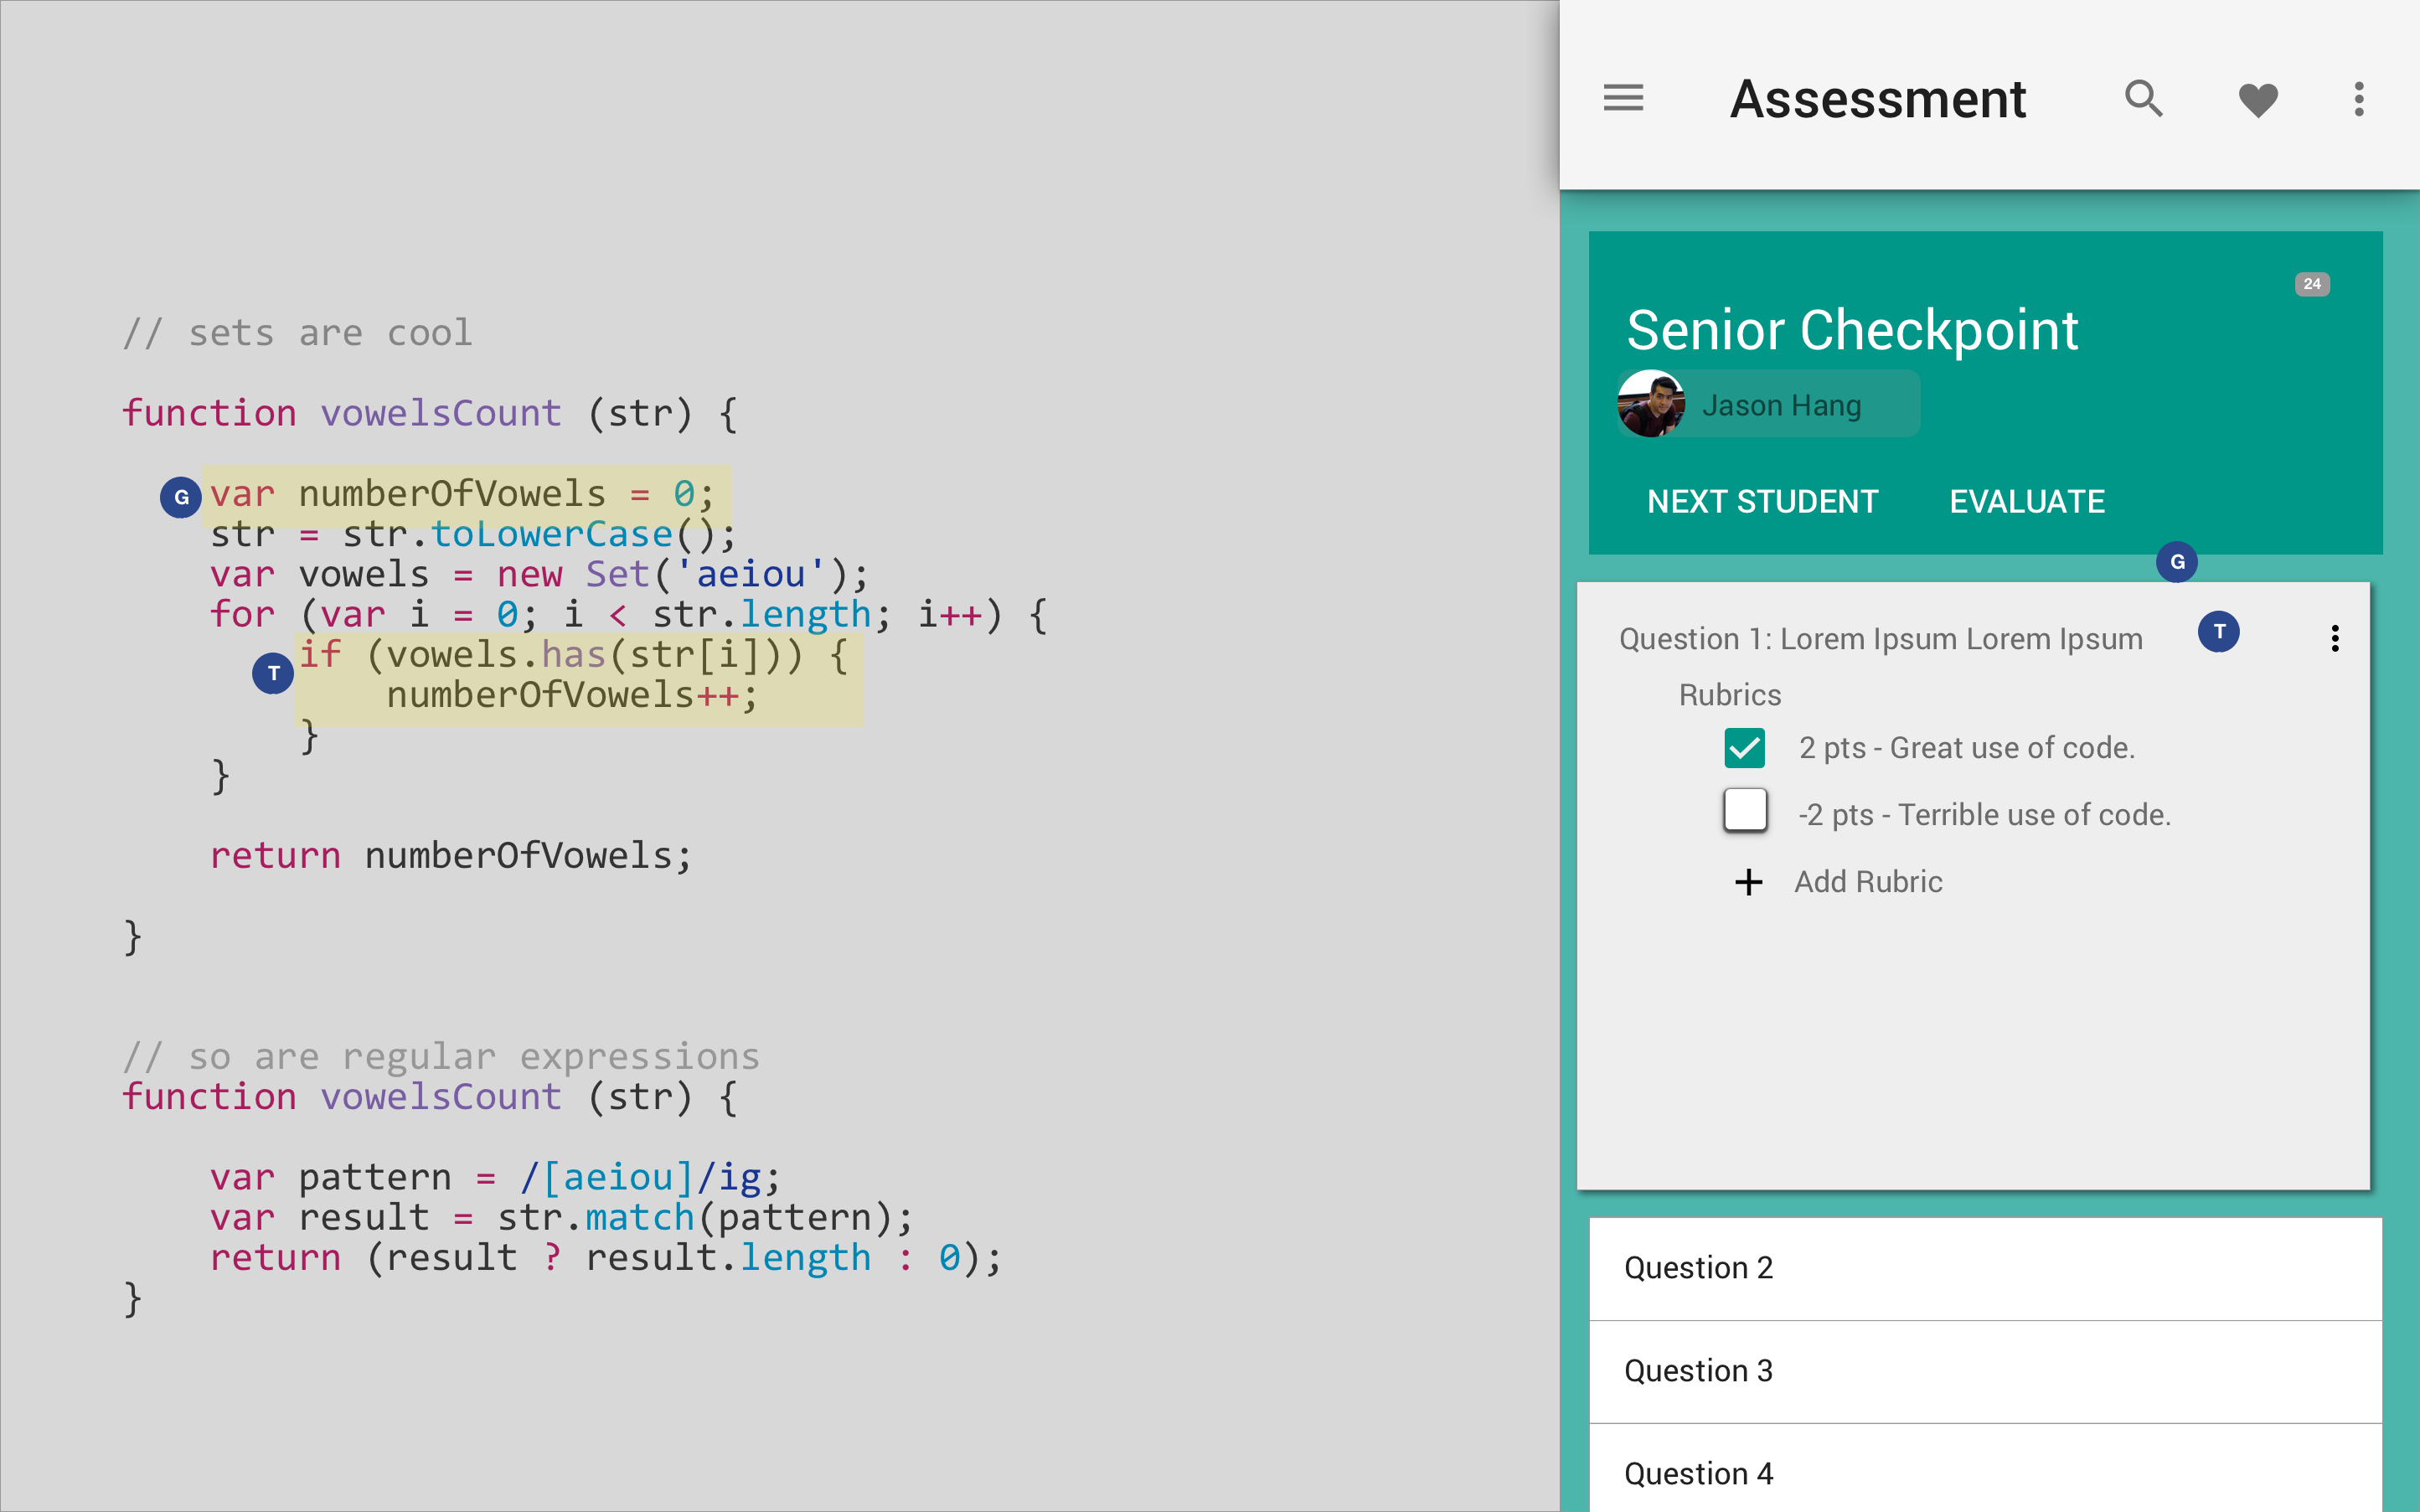 // sets are cool
function vowelsCount (str) {
G var numberOfVowels = 0;
str = str.toLowerCase();
var vowels = new Set('aeiou');
for (var i = 0; i < str.length; i++) {
T if (vowels.has(str[i])) {
numberOfVowels++;
}
}
return numberOfVowels;
}
// so are regular expressions
function vowelsCount (str) {
var pattern = /[aeiou]/ig;
var result = str.match(pattern);
return (result ? result.length : 0);
}
Assessment
24
Senior Checkpoint
Jason Hang
NEXT STUDENT EVALUATE
G
Question 1: Lorem Ipsum Lorem Ipsum T
Rubrics
2 pts - Great use of code.
-2 pts - Terrible use of code.
+ Add Rubric
Question 2
Question 3
Question 4